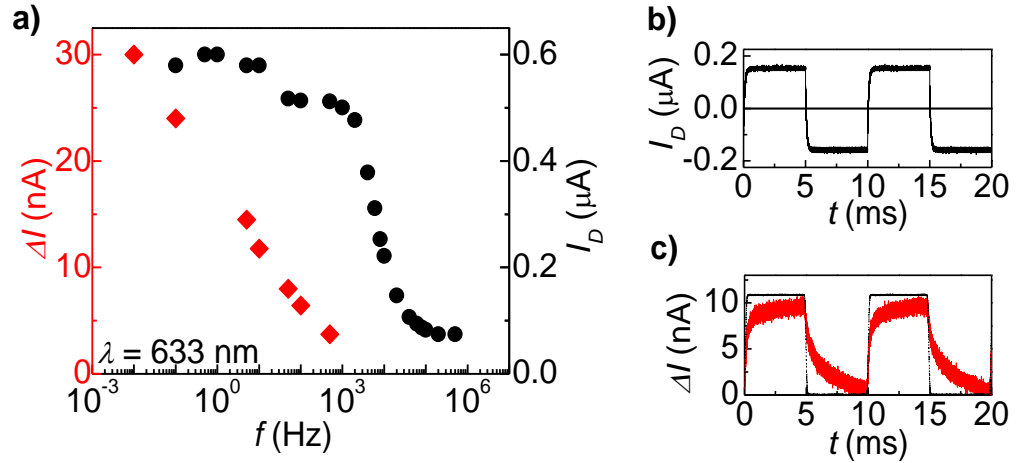 a)
30
20
10
0
ΔI (nA)
0.6
0.4
0.2
0.0
I_D (μA)
λ = 633 nm
10^-3 10^0 10^3 10^6
f (Hz)
b)
0.2
0.0
-0.2
I_D (μA)
0 5 10 15 20
t (ms)
c)
10
5
0
ΔI (nA)
0 5 10 15 20
t (ms)